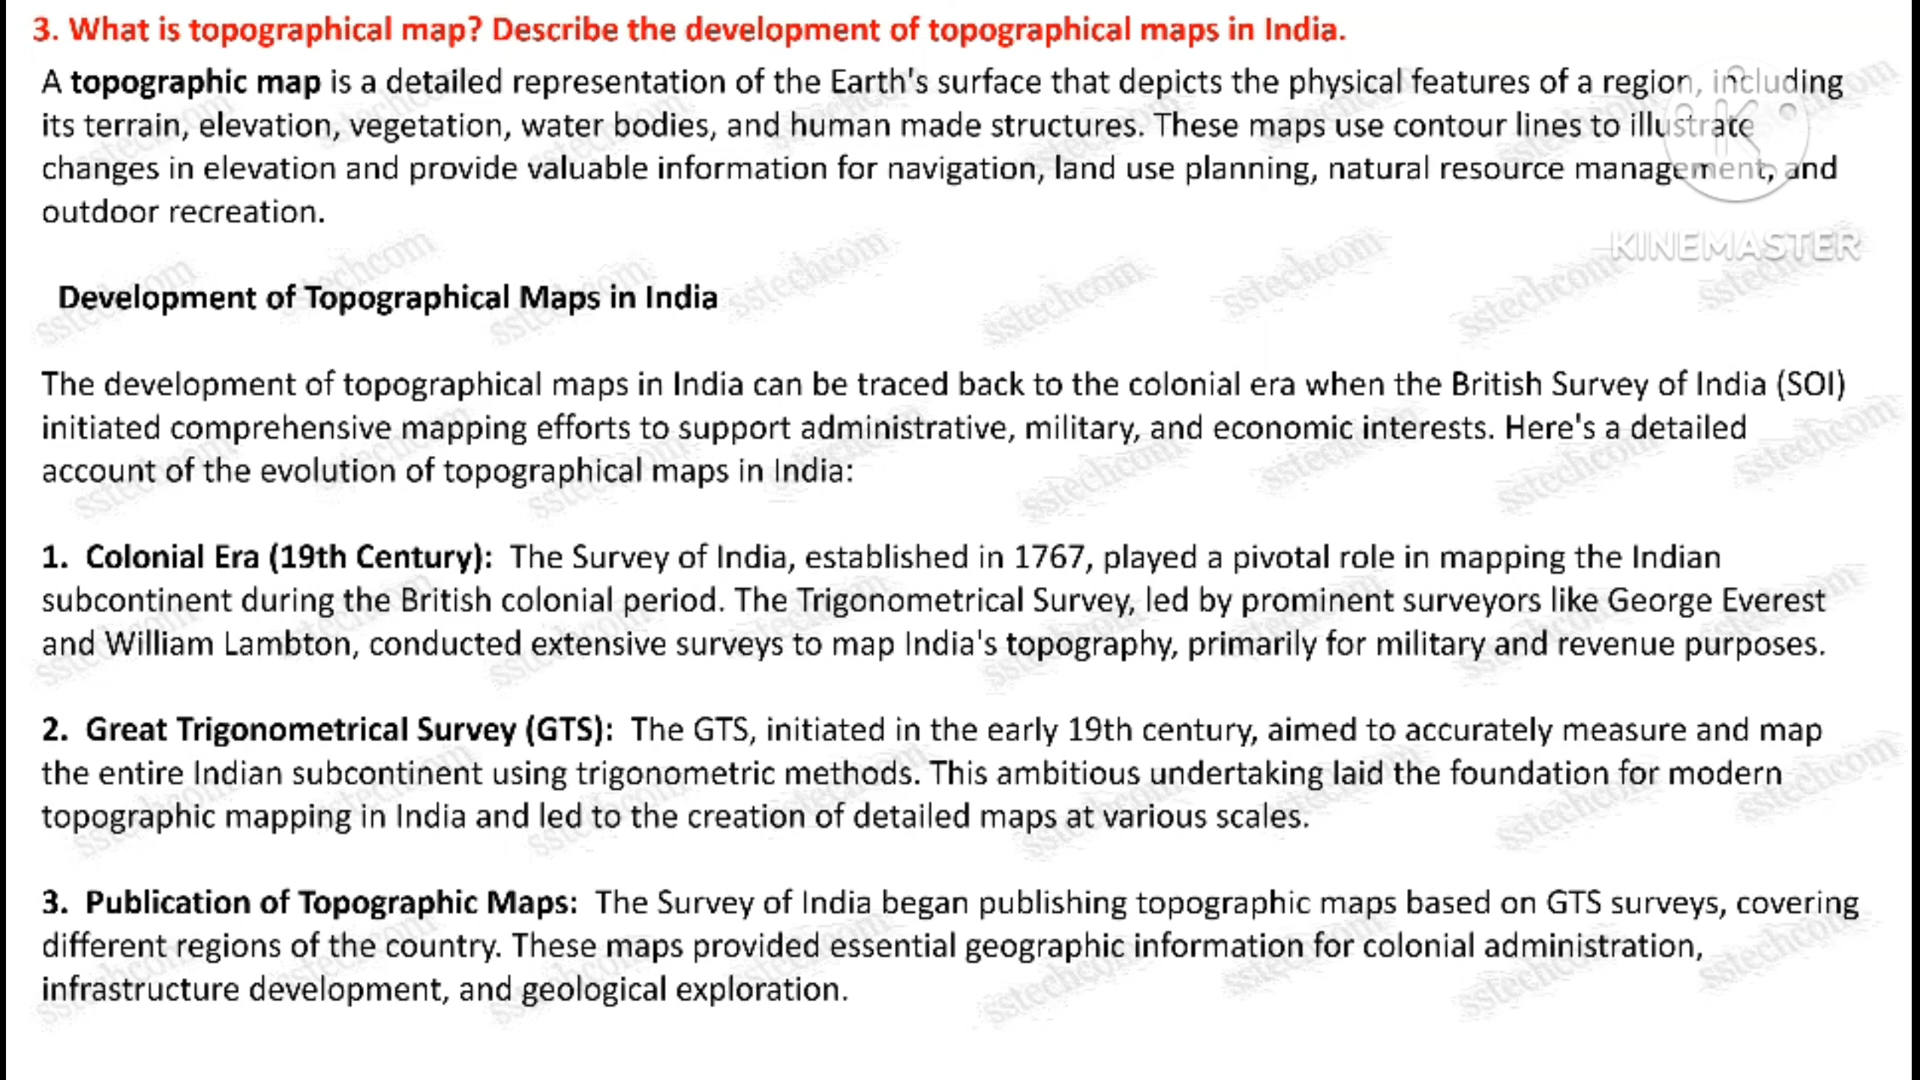 3. What is topographical map? Describe the development of topographical maps in India.
A topographic map is a detailed representation of the Earth's surface that depicts the physical features of a region, including
its terrain, elevation, vegetation, water bodies, and human made structures. These maps use contour lines to illustrate
changes in elevation and provide valuable information for navigation, land use planning, natural resource management, and
outdoor recreation.
KINEMASTER
Development of Topographical Maps in India
The development of topographical maps in India can be traced back to the colonial era when the British Survey of India (SOI)
initiated comprehensive mapping efforts to support administrative, military, and economic interests. Here's a detailed
account of the evolution of topographical maps in India:
1. Colonial Era (19th Century): The Survey of India, established in 1767, played a pivotal role in mapping the Indian
subcontinent during the British colonial period. The Trigonometrical Survey, led by prominent surveyors like George Everest
and William Lambton, conducted extensive surveys to map India's topography, primarily for military and revenue purposes.
2. Great Trigonometrical Survey (GTS): The GTS, initiated in the early 19th century, aimed to accurately measure and map
the entire Indian subcontinent using trigonometric methods. This ambitious undertaking laid the foundation for modern
topographic mapping in India and led to the creation of detailed maps at various scales.
3. Publication of Topographic Maps: The Survey of India began publishing topographic maps based on GTS surveys, covering
different regions of the country. These maps provided essential geographic information for colonial administration,
infrastructure development, and geological exploration.
sstechcom